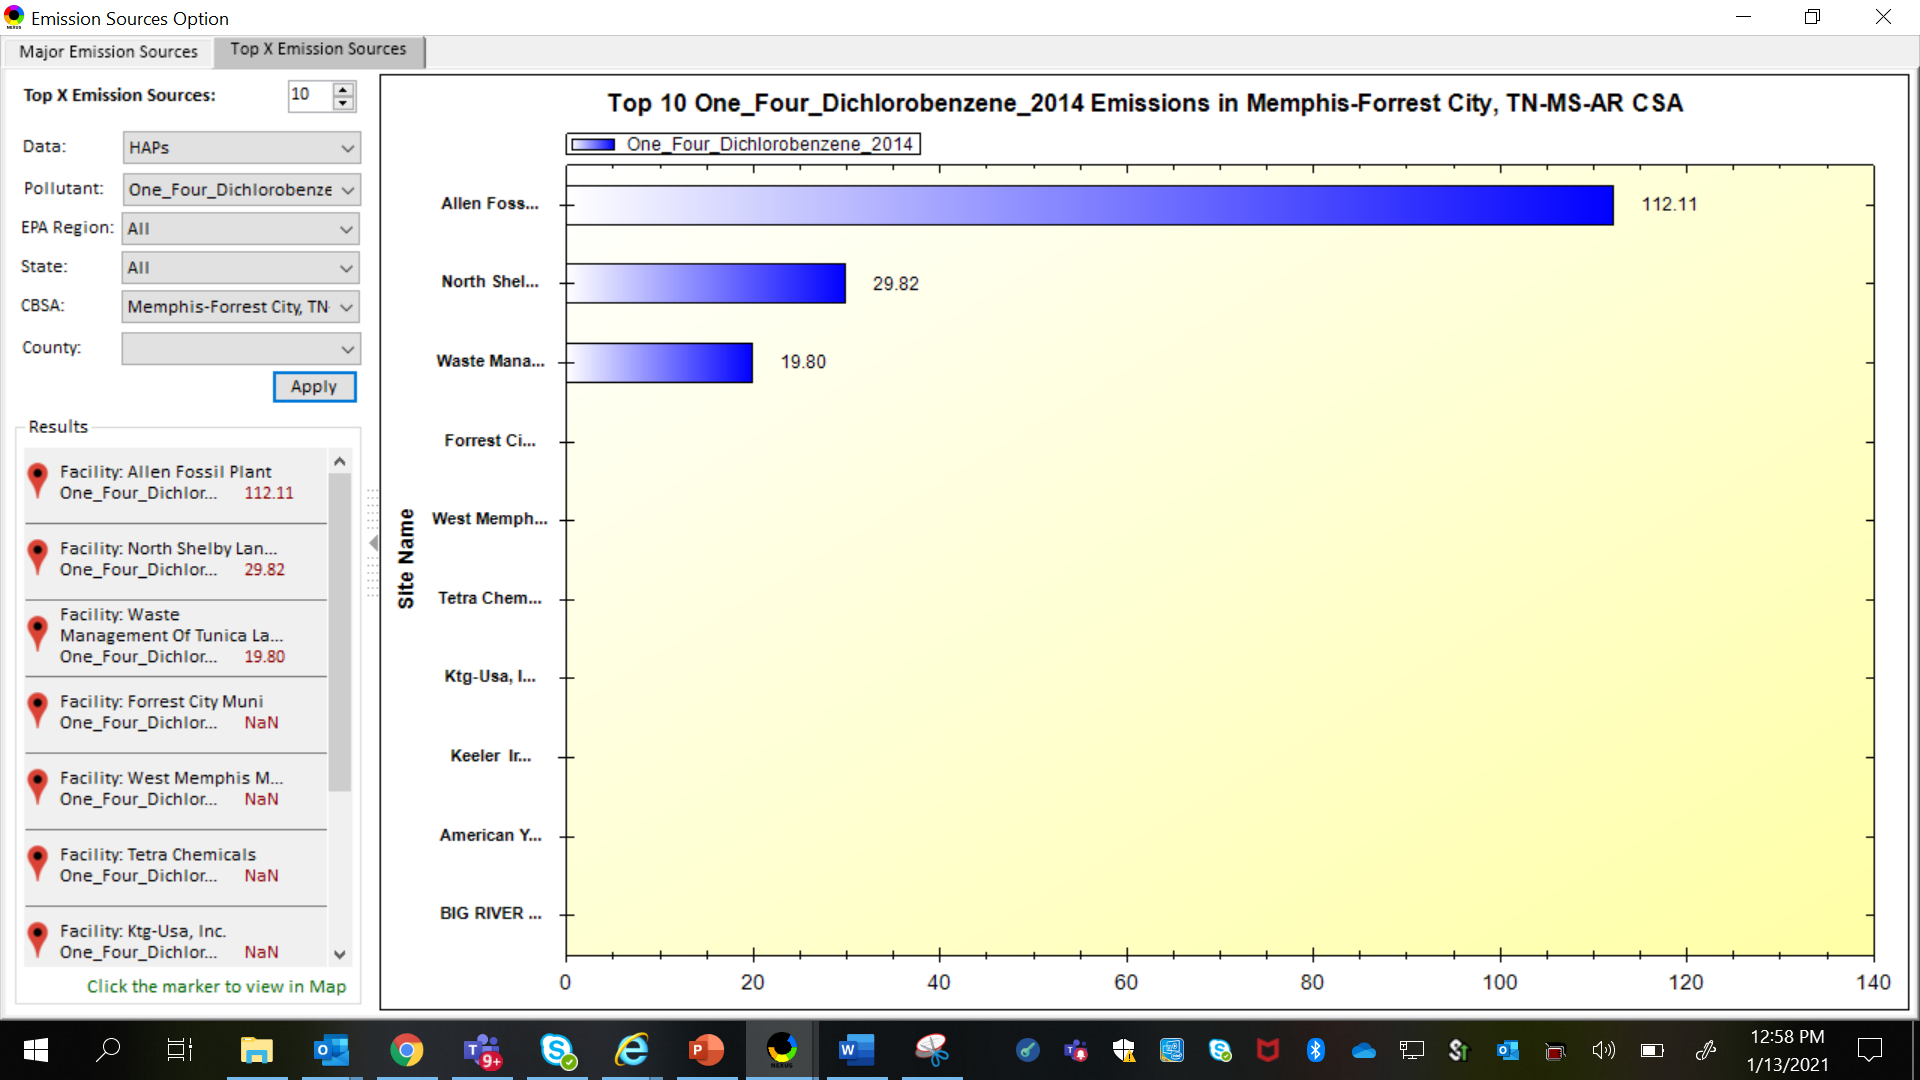 Emission Sources Option
Major Emission Sources
Top X Emission Sources
Top X Emission Sources:
10
Data:
HAPs
Pollutant:
One_Four_Dichlorobenze
EPA Region:
All
State:
All
CBSA:
Memphis-Forrest City, TN
County:
Apply
Results
Facility: Allen Fossil Plant
One_Four_Dichlor... 112.11
Facility: North Shelby Lan...
One_Four_Dichlor... 29.82
Facility: Waste
Management Of Tunica La...
One_Four_Dichlor... 19.80
Facility: Forrest City Muni
One_Four_Dichlor... NaN
Facility: West Memphis M...
One_Four_Dichlor... NaN
Facility: Tetra Chemicals
One_Four_Dichlor... NaN
Facility: Ktg-Usa, Inc.
One_Four_Dichlor... NaN
Click the marker to view in Map
Top 10 One_Four_Dichlorobenzene_2014 Emissions in Memphis-Forrest City, TN-MS-AR CSA
One_Four_Dichlorobenzene_2014
Site Name
Allen Foss... 112.11
North Shel... 29.82
Waste Mana... 19.80
Forrest Ci...
West Memph...
Tetra Chem...
Ktg-Usa, I...
Keeler Ir...
American Y...
BIG RIVER ...
0 20 40 60 80 100 120 140
9+
12:58 PM
1/13/2021